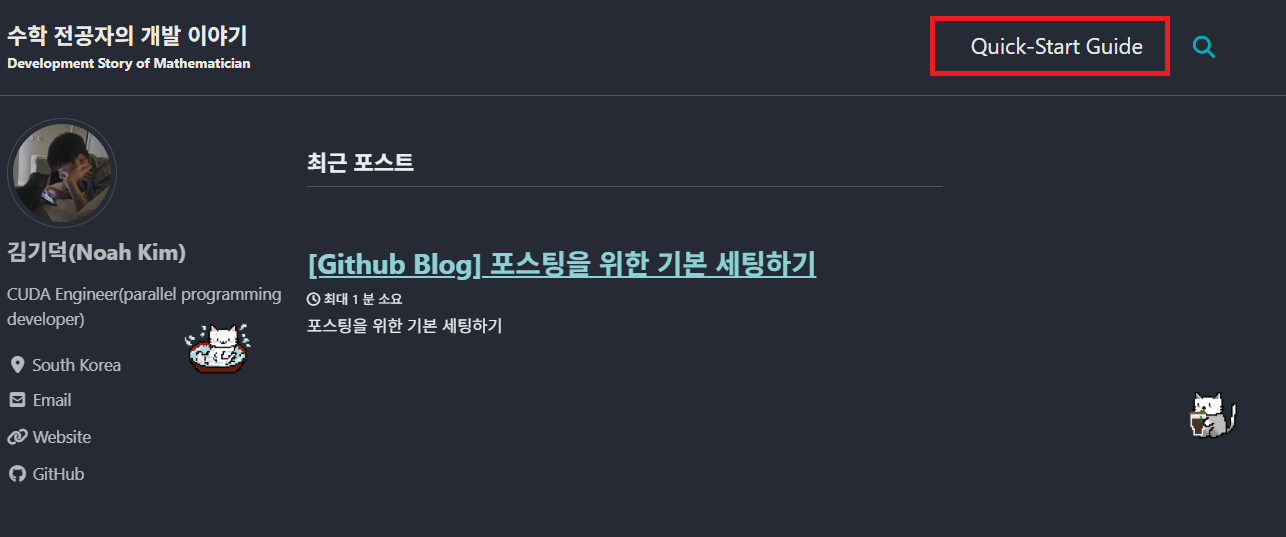 수학 전공자의 개발 이야기
Development Story of Mathematician
Quick-Start Guide
김기덕(Noah Kim)
CUDA Engineer(parallel programming
developer)
South Korea
Email
Website
GitHub
최근 포스트
[Github Blog] 포스팅을 위한 기본 세팅하기
최대 1 분 소요
포스팅을 위한 기본 세팅하기